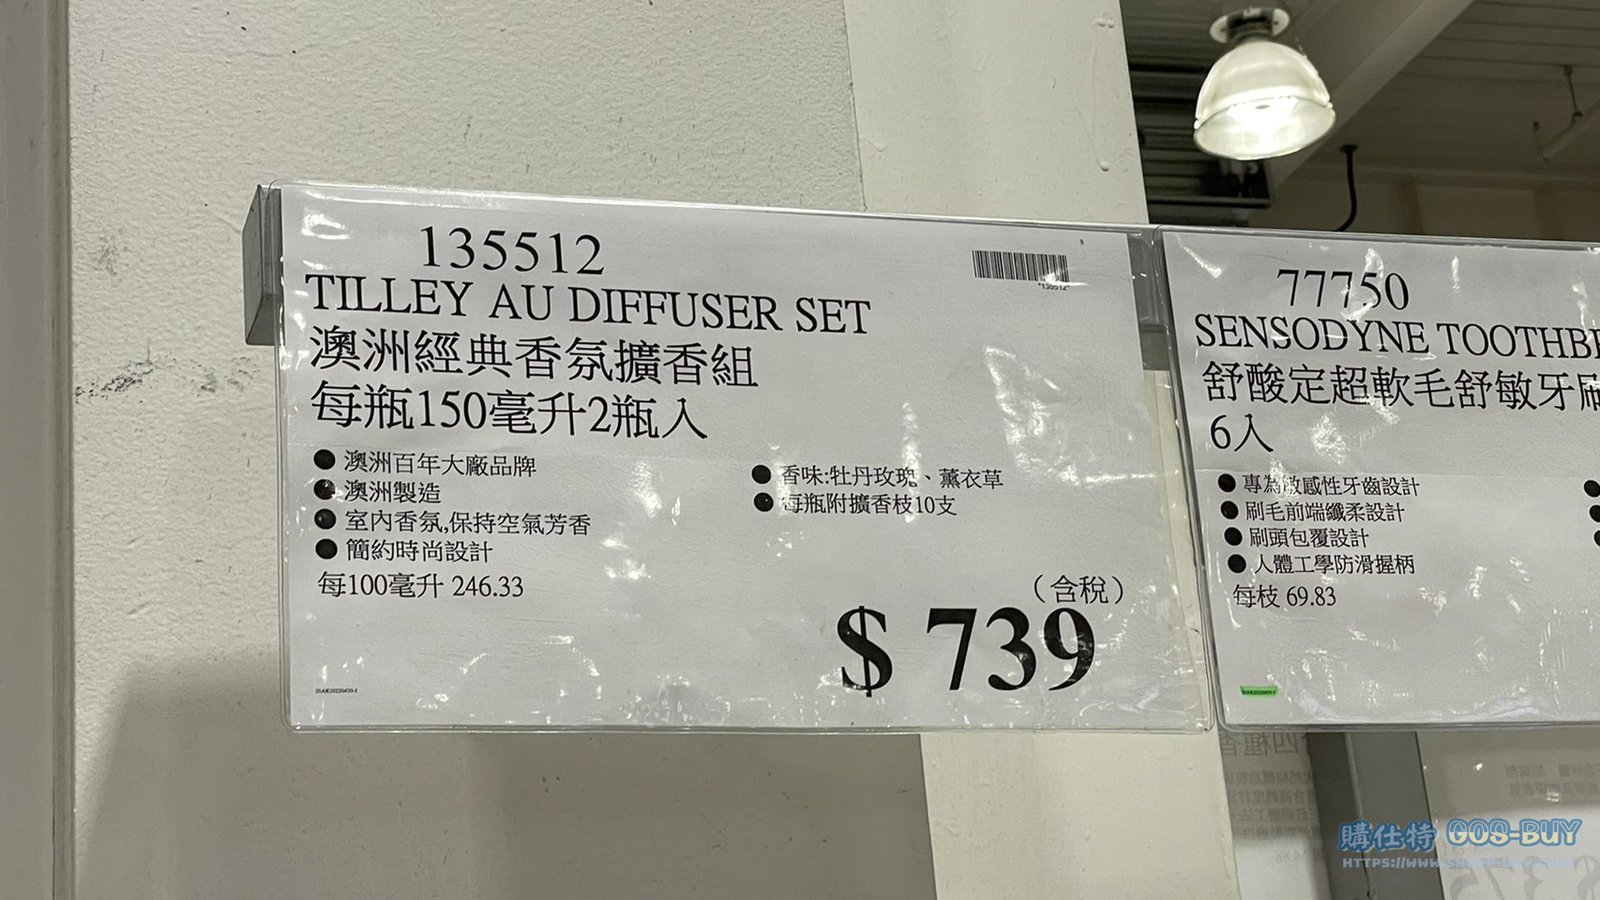 135512
*135512*
TILLEY AU DIFFUSER SET
澳洲經典香氛擴香組
每瓶150毫升2瓶入
● 澳洲百年大廠品牌
● 澳洲製造
● 室內香氛,保持空氣芳香
● 簡約時尚設計
● 香味:牡丹玫瑰、薰衣草
● 每瓶附擴香枝10支
每100毫升 246.33
(含稅)
$ 739
77750
SENSODYNE TOOTHB
舒酸定超軟毛舒敏牙刷
6入
● 專為敏感性牙齒設計
● 刷毛前端纖柔設計
● 刷頭包覆設計
● 人體工學防滑握柄
每枝 69.83
購仕特 GOS-BUY